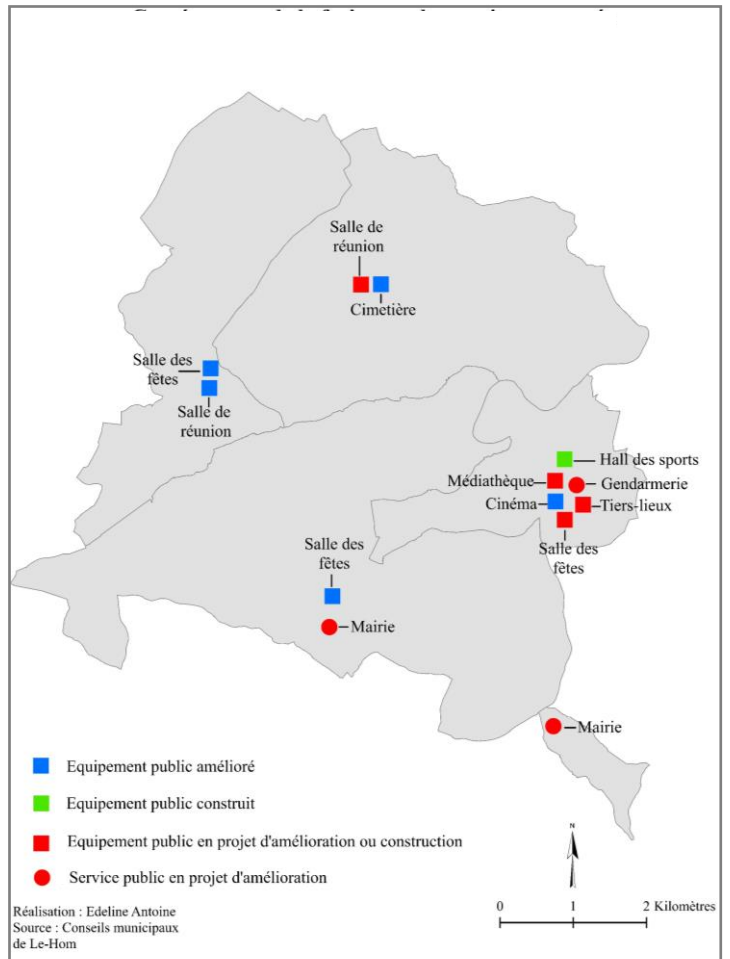 Salle de
réunion
Cimetière
Salle des
fêtes
Salle de
réunion
Hall des sports
Médiathèque
Gendarmerie
Cinéma
Tiers-lieux
Salle des
fêtes
Salle des
fêtes
Mairie
Mairie
Equipement public amélioré
Equipement public construit
Equipement public en projet d'amélioration ou construction
Service public en projet d'amélioration
N
0 1 2 Kilomètres
Réalisation : Edeline Antoine
Source : Conseils municipaux
de Le-Hom